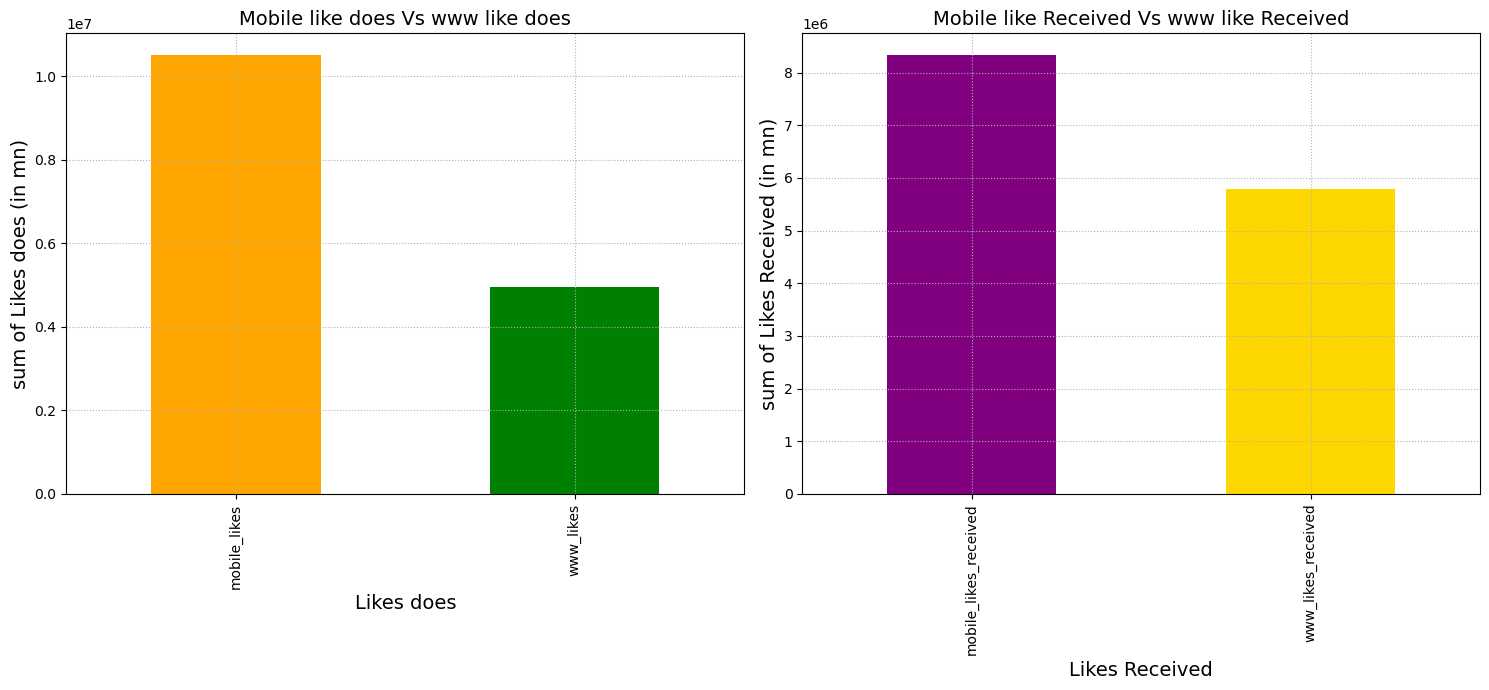 Mobile like does Vs www like does
1e7
1.0
0.8
0.6
0.4
0.2
0.0
sum of Likes does (in mn)
mobile_likes
www_likes
Likes does
Mobile like Received Vs www like Received
1e6
8
7
6
5
4
3
2
1
0
sum of Likes Received (in mn)
mobile_likes_received
www_likes_received
Likes Received